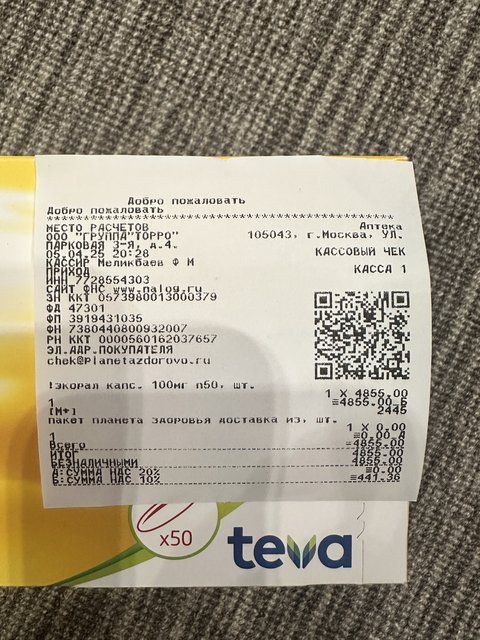 Добро пожаловать
Добро пожаловать
************************************************
МЕСТО РАСЧЕТОВ Аптека
ООО "ГРУППА"ТОРРО" 105043, г.Москва, Ул.
ПАРКОВАЯ 3-Я, д.4.
05.04.25 20:28 КАССОВЫЙ ЧЕК
КАССИР Меликбаев Ф М
ПРИХОД КАССА 1
ИНН 7728554303
САЙТ ФНС www.nalog.ru
ЗН ККТ 0573980013000379
ФД 47301
ФП 3919431035
ФН 7380440800932007
РН ККТ 0000560162037657
ЭЛ.АДР.ПОКУПАТЕЛЯ
chek@planetazdorovo.ru
!Экорал капс. 100мг n50, шт.
1 X 4855.00
1 ≡4855.00_Б
[M+] 2445
Пакет планета здоровья доставка из, шт.
1 X 0.00
1 ≡0.00_А
Всего ≡4855.00
ИТОГ 4855.00
БЕЗНАЛИЧНЫМИ 4855.00
А:СУММА НДС 20% ≡0.00
Б:СУММА НДС 10% ≡441.36
x50
teva